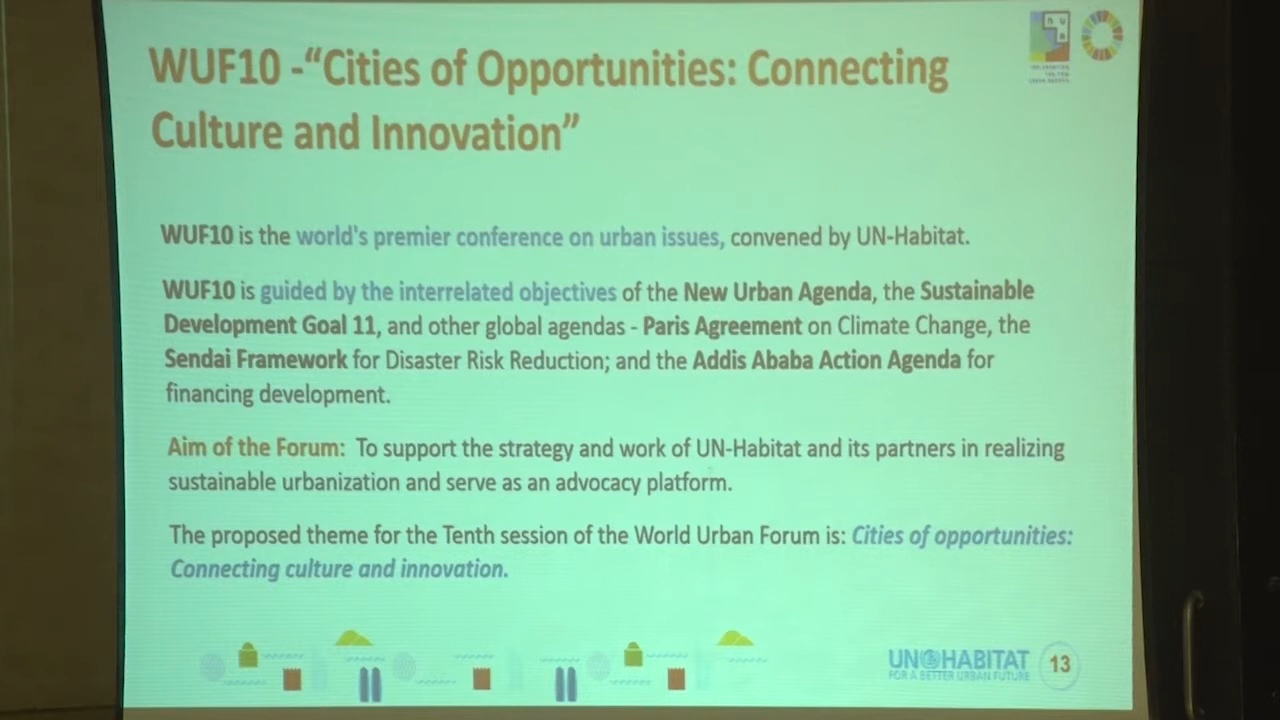 WUF10 -“Cities of Opportunities: Connecting
Culture and Innovation”
WUF10 is the world's premier conference on urban issues, convened by UN-Habitat.
WUF10 is guided by the interrelated objectives of the New Urban Agenda, the Sustainable
Development Goal 11, and other global agendas - Paris Agreement on Climate Change, the
Sendai Framework for Disaster Risk Reduction; and the Addis Ababa Action Agenda for
financing development.
Aim of the Forum: To support the strategy and work of UN-Habitat and its partners in realizing
sustainable urbanization and serve as an advocacy platform.
The proposed theme for the Tenth session of the World Urban Forum is: Cities of opportunities:
Connecting culture and innovation.
UN HABITAT
FOR A BETTER URBAN FUTURE
13